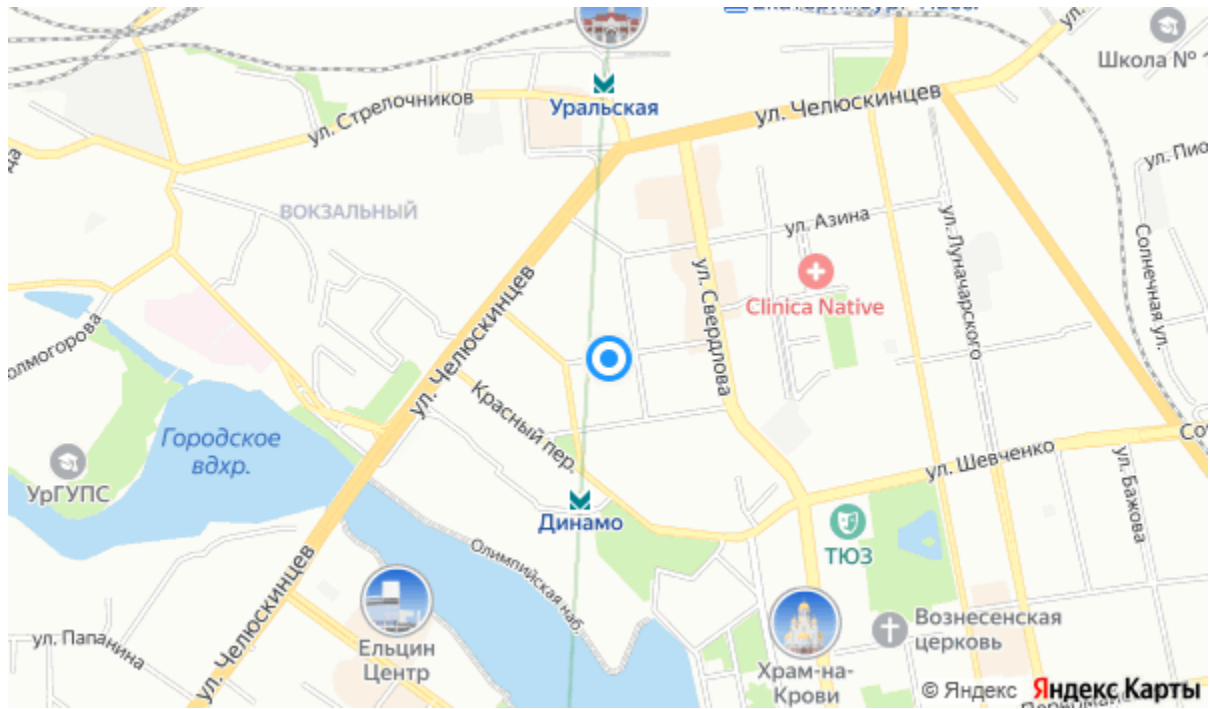 Школа № 1
ул. Стрелочников
Уральская
ул. Челюскинцев
ул. Пио
ВОКЗАЛЬНЫЙ
ул. Азина
ул. Луначарского
Солнечная ул.
ул. Челюскинцев
ул. Свердлова
Clinica Native
Городское
вдхр.
Красный пер.
УрГУПС
ул. Шевченко
ул. Бажова
Динамо
ТЮЗ
Олимпийская наб.
ул. Челюскинцев
ул. Папанина
Ельцин
Центр
Храм-на-
Крови
Вознесенская
церковь
© Яндекс Яндекс Карты